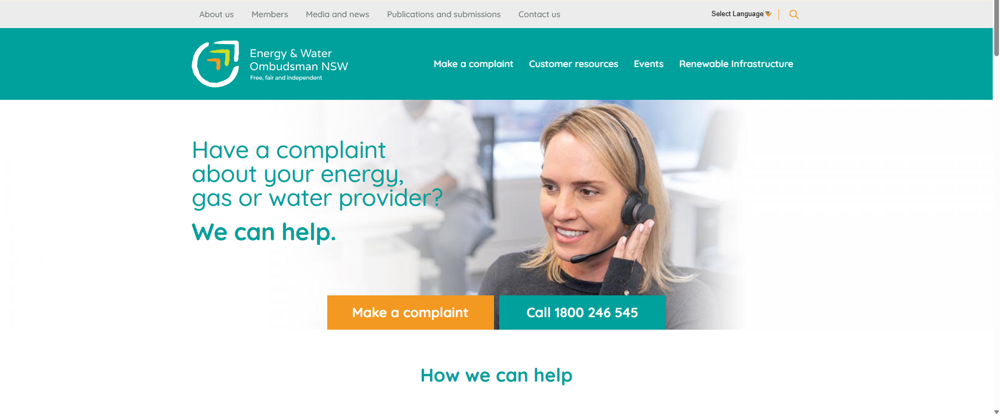 About us Members Media and news Publications and submissions Contact us Select Language
Energy & Water
Ombudsman NSW
Free, fair and independent
Make a complaint Customer resources Events Renewable Infrastructure
Have a complaint
about your energy,
gas or water provider?
We can help.
Make a complaint Call 1800 246 545
How we can help